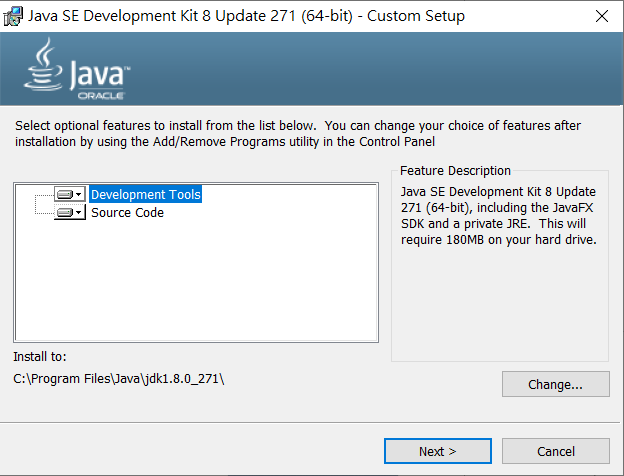 Java SE Development Kit 8 Update 271 (64-bit) - Custom Setup
Java™
ORACLE
Select optional features to install from the list below. You can change your choice of features after
installation by using the Add/Remove Programs utility in the Control Panel
Development Tools
Source Code
Feature Description
Java SE Development Kit 8 Update
271 (64-bit), including the JavaFX
SDK and a private JRE. This will
require 180MB on your hard drive.
Install to:
C:\Program Files\Java\jdk1.8.0_271\
Change...
Next >
Cancel